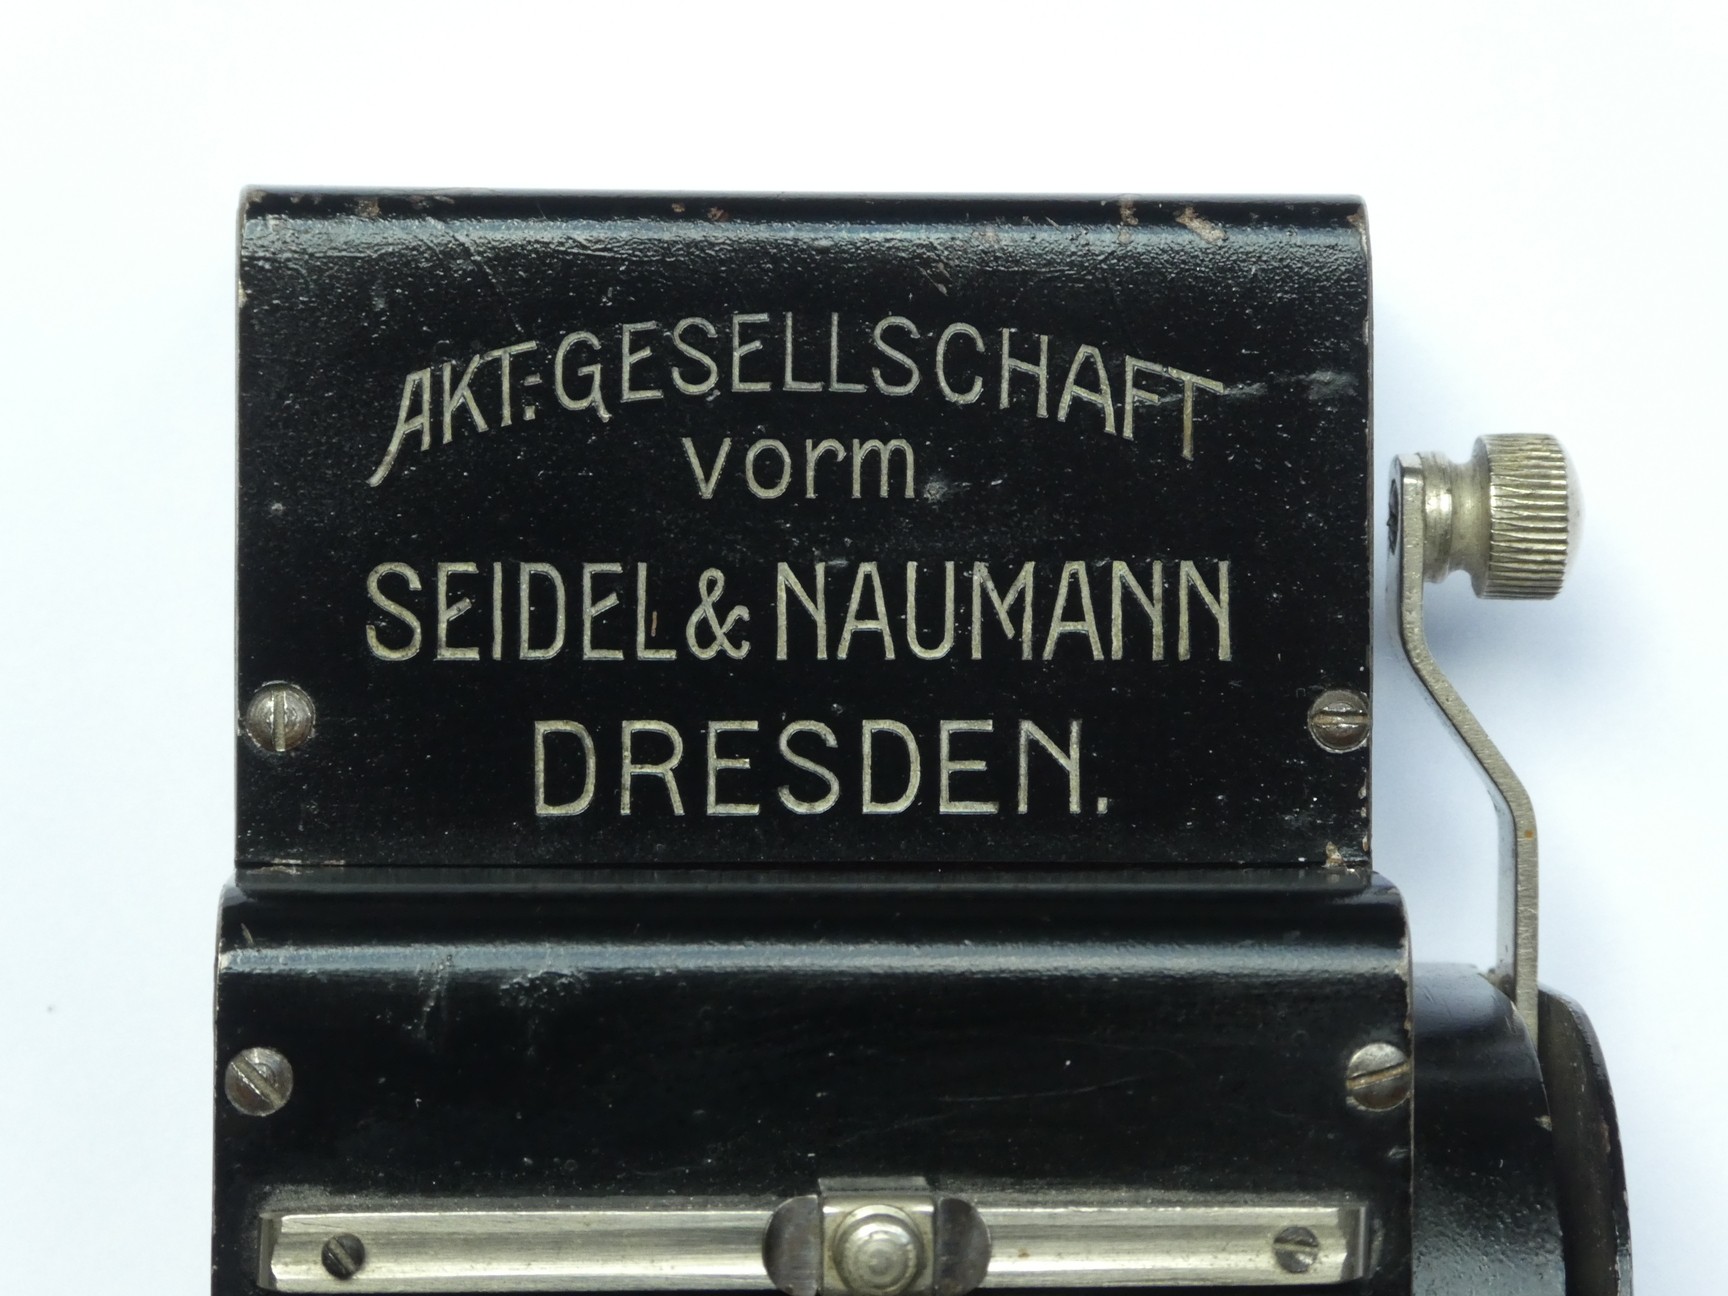 AKT.-GESELLSCHAFT
vorm
SEIDEL & NAUMANN
DRESDEN.